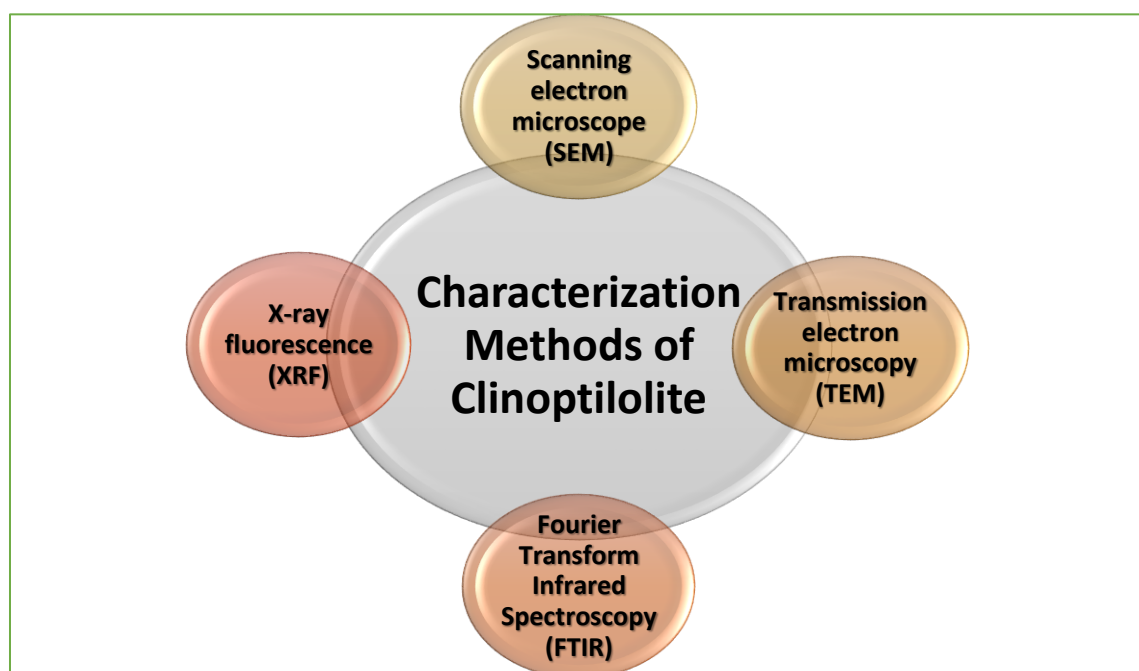 Scanning
electron
microscope
(SEM)
Characterization
Methods of
Clinoptilolite
X-ray
fluorescence
(XRF)
Transmission
electron
microscopy
(TEM)
Fourier
Transform
Infrared
Spectroscopy
(FTIR)